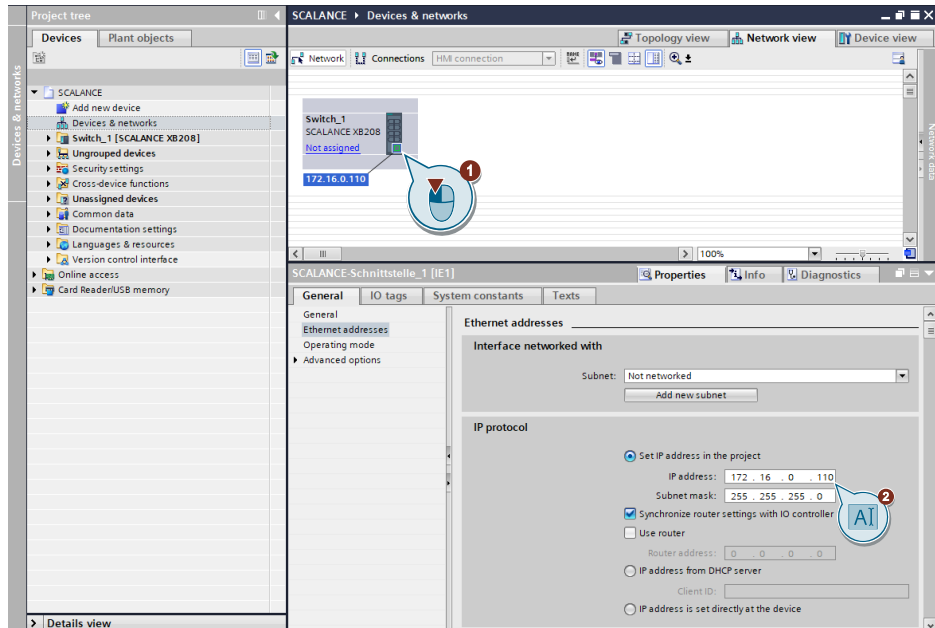 Project tree
Devices
Plant objects
SCALANCE
Add new device
Devices & networks
Switch_1 [SCALANCE XB208]
Ungrouped devices
Security settings
Cross-device functions
Unassigned devices
Common data
Documentation settings
Languages & resources
Version control interface
Online access
Card Reader/USB memory
Details view
Devices & networks
SCALANCE Devices & networks
Topology view
Network view
Device view
Network
Connections
HMI connection
Switch_1
SCALANCE XB208
Not assigned
172.16.0.110
1
100%
Network data
SCALANCE-Schnittstelle_1 [IE1]
Properties
Info
Diagnostics
General
IO tags
System constants
Texts
General
Ethernet addresses
Operating mode
Advanced options
Ethernet addresses
Interface networked with
Subnet: Not networked
Add new subnet
IP protocol
Set IP address in the project
IP address: 172 . 16 . 0 . 110
Subnet mask: 255 . 255 . 255 . 0
2
AI
Synchronize router settings with IO controller
Use router
Router address: 0 . 0 . 0 . 0
IP address from DHCP server
Client ID:
IP address is set directly at the device